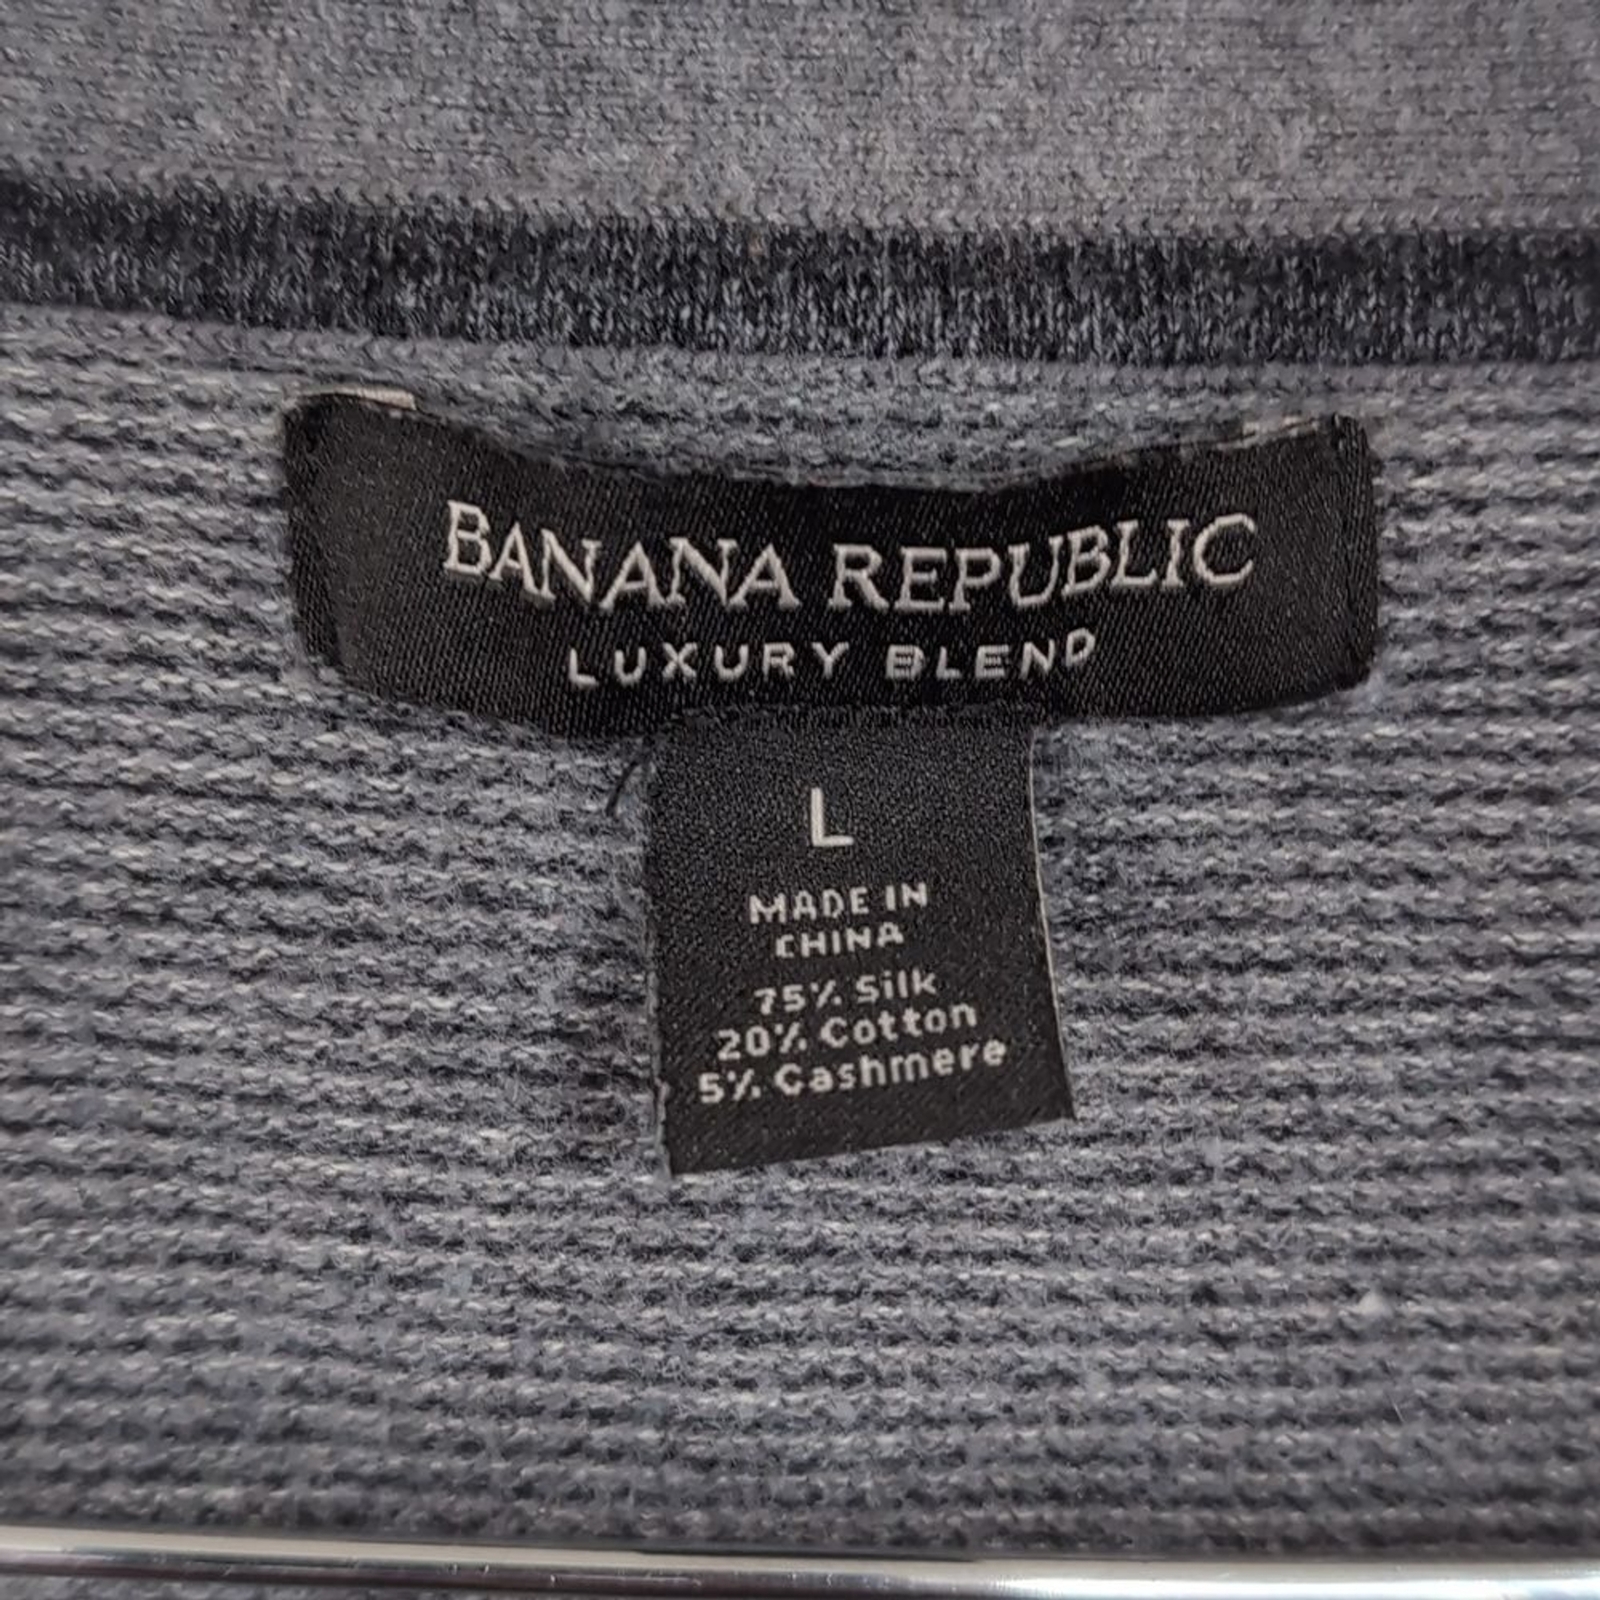 BANANA REPUBLIC
LUXURY BLEND
L
MADE IN
CHINA
75% Silk
20% Cotton
5% Cashmere